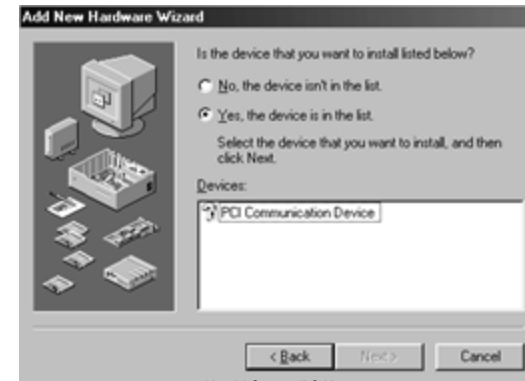 Add New Hardware Wizard
Is the device that you want to install listed below?
No, the device isn't in the list.
Yes, the device is in the list.
Select the device that you want to install, and then
click Next.
Devices:
PCI Communication Device
< Back
Next >
Cancel